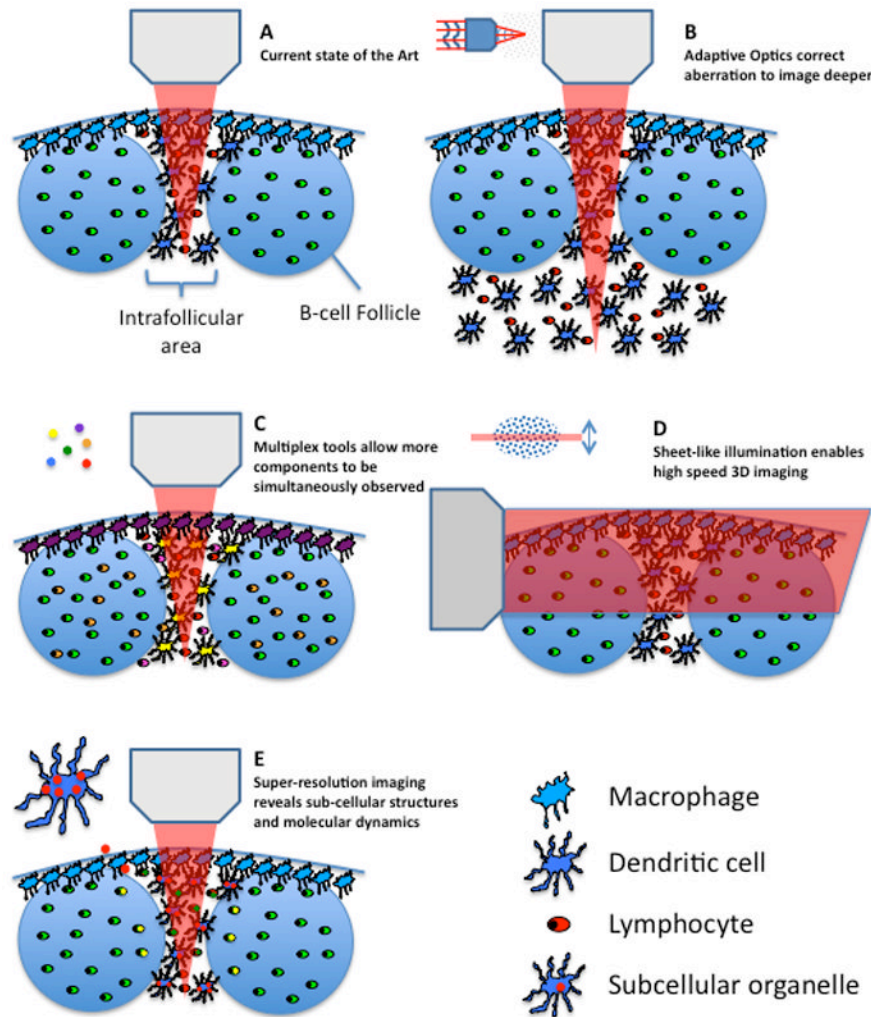 A
Current state of the Art
B
Adaptive Optics correct
aberration to image deeper
Intrafollicular
area
B-cell Follicle
C
Multiplex tools allow more
components to be
simultaneously observed
D
Sheet-like illumination enables
high speed 3D imaging
E
Super-resolution imaging
reveals sub-cellular structures
and molecular dynamics
Macrophage
Dendritic cell
Lymphocyte
Subcellular organelle